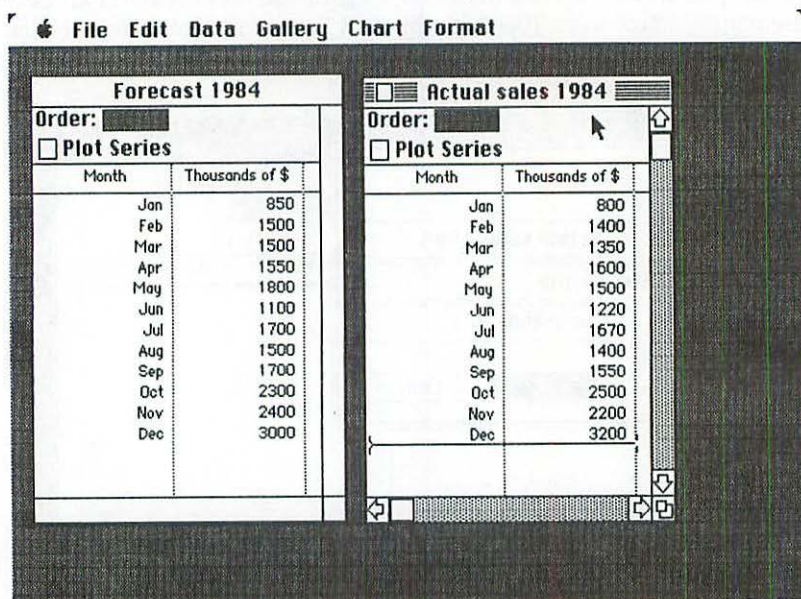 File Edit Data Gallery Chart Format
Forecast 1984
Order:
Plot Series
Month Thousands of $
Jan 850
Feb 1500
Mar 1500
Apr 1550
May 1800
Jun 1100
Jul 1700
Aug 1500
Sep 1700
Oct 2300
Nov 2400
Dec 3000
Actual sales 1984
Order:
Plot Series
Month Thousands of $
Jan 800
Feb 1400
Mar 1350
Apr 1600
May 1500
Jun 1220
Jul 1670
Aug 1400
Sep 1550
Oct 2500
Nov 2200
Dec 3200